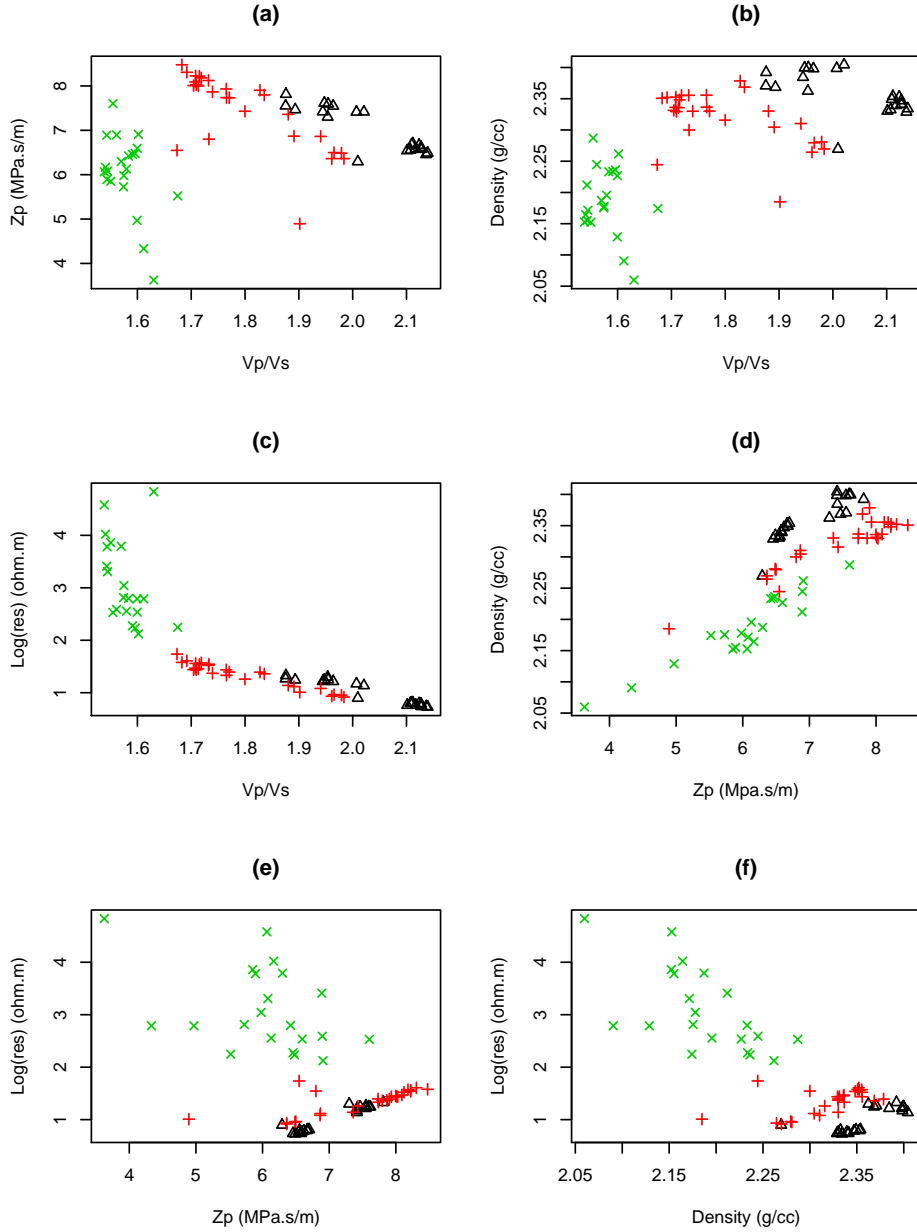 (a)
Zp (MPa.s/m)
8
7
6
5
4
1.6 1.7 1.8 1.9 2.0 2.1
Vp/Vs
(b)
Density (g/cc)
2.35
2.25
2.15
2.05
1.6 1.7 1.8 1.9 2.0 2.1
Vp/Vs
(c)
Log(res) (ohm.m)
4
3
2
1
1.6 1.7 1.8 1.9 2.0 2.1
Vp/Vs
(d)
Density (g/cc)
2.35
2.25
2.15
2.05
4 5 6 7 8
Zp (Mpa.s/m)
(e)
Log(res) (ohm.m)
4
3
2
1
4 5 6 7 8
Zp (MPa.s/m)
(f)
Log(res) (ohm.m)
4
3
2
1
2.05 2.15 2.25 2.35
Density (g/cc)